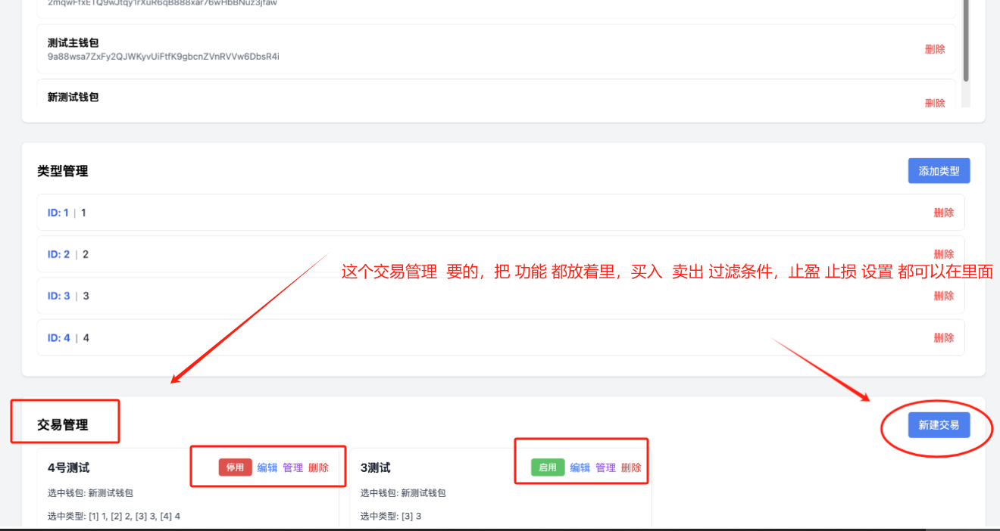 测试主钱包
9a88wsa7ZxFy2QJWKyvUiFtfK9gbcnZVnRVVw6DbsR4i
删除
新测试钱包
删除
类型管理
添加类型
ID: 1 | 1
删除
ID: 2 | 2
删除
这个交易管理 要的，把 功能 都放着里，买入 卖出 过滤条件，止盈 止损 设置 都可以在里面
ID: 3 | 3
删除
ID: 4 | 4
删除
交易管理
新建交易
4号测试
停用 编辑 管理 删除
3测试
启用 编辑 管理 删除
选中钱包: 新测试钱包
选中钱包: 新测试钱包
选中类型: [1] 1, [2] 2, [3] 3, [4] 4
选中类型: [3] 3